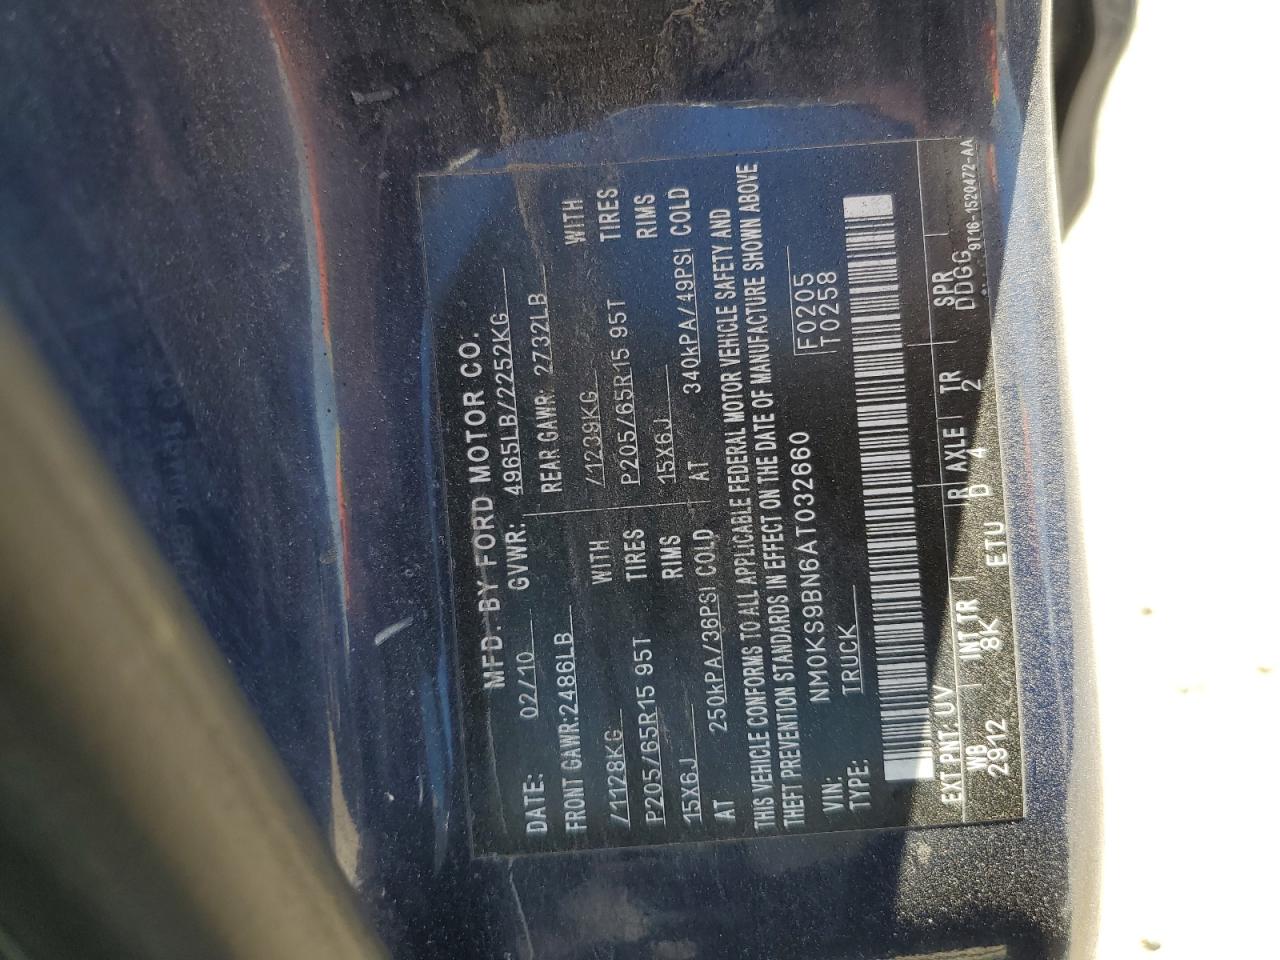 MFD. BY FORD MOTOR CO.
DATE: 02/10 GVWR: 4965LB/2252KG
FRONT GAWR: 2486LB REAR GAWR: 2732LB
/1128KG WITH /1239KG WITH
P205/65R15 95T TIRES P205/65R15 95T TIRES
15X6J RIMS 15X6J RIMS
AT 250kPA/36PSI COLD AT 340kPA/49PSI COLD
THIS VEHICLE CONFORMS TO ALL APPLICABLE FEDERAL MOTOR VEHICLE SAFETY AND
THEFT PREVENTION STANDARDS IN EFFECT ON THE DATE OF MANUFACTURE SHOWN ABOVE
VIN: NM0KS9BN6AT032660 F0205
TYPE: TRUCK T0258
EXT PNT: UV
WB INT TR R AXLE TR SPR
2912 8K ETU D 4 2 DDGG
9T16-1520472-AA